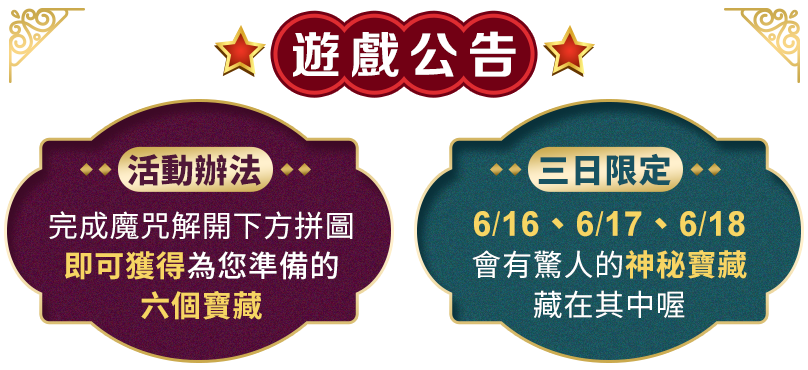 遊戲公告
活動辦法
完成魔咒解開下方拼圖
即可獲得為您準備的
六個寶藏
三日限定
6/16、6/17、6/18
會有驚人的神秘寶藏
藏在其中喔